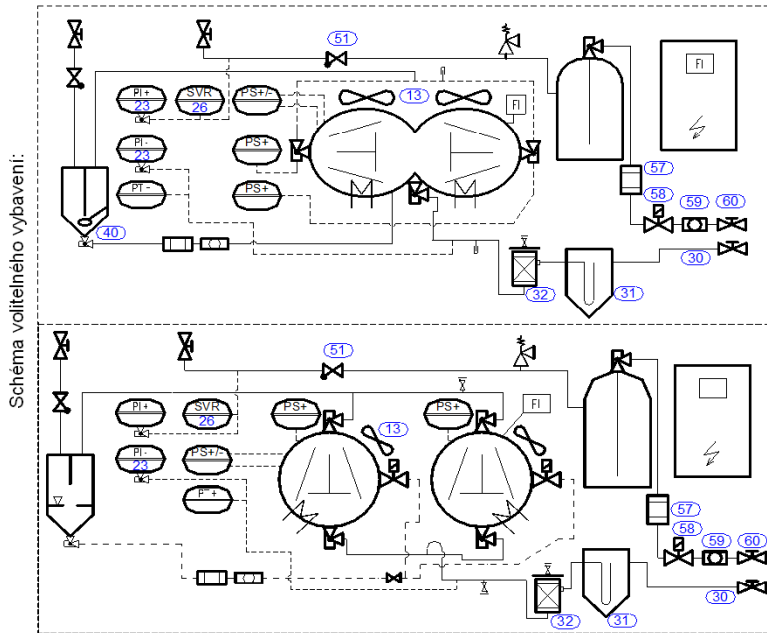 Schéma volitelného vybavení:
51
PI+
23
SVR
26
PS+/-
13
FI
FI
PI-
23
PS+
PT-
PS+
57
58
59
60
40
30
32
31
51
PI+
SVR
26
PS+
PS+
FI
13
PI-
23
PS+/-
57
58
59
60
30
32
31